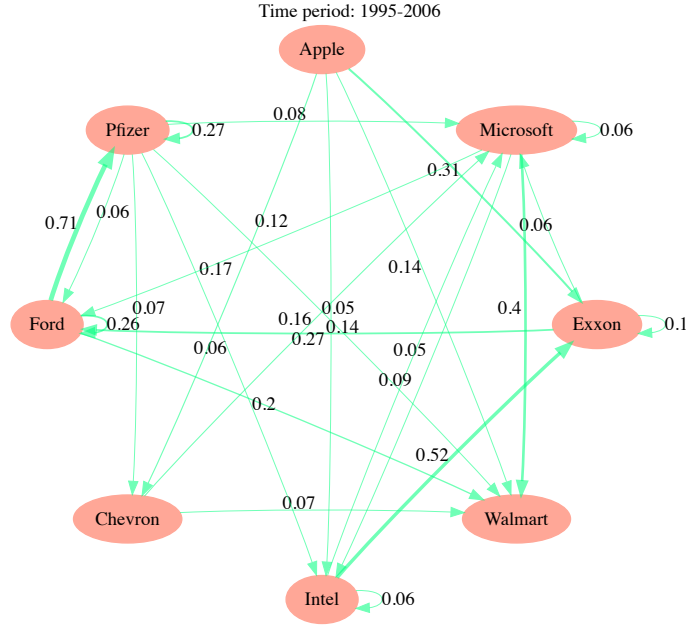 Time period: 1995-2006
Apple
Pfizer
Microsoft
0.08
0.27
0.06
0.31
0.06
0.71
0.12
0.06
0.17
0.14
Ford
0.26
0.07
0.16
0.05
0.14
0.27
0.4
Exxon
0.1
0.06
0.05
0.09
0.2
0.52
Chevron
0.07
Walmart
Intel
0.06